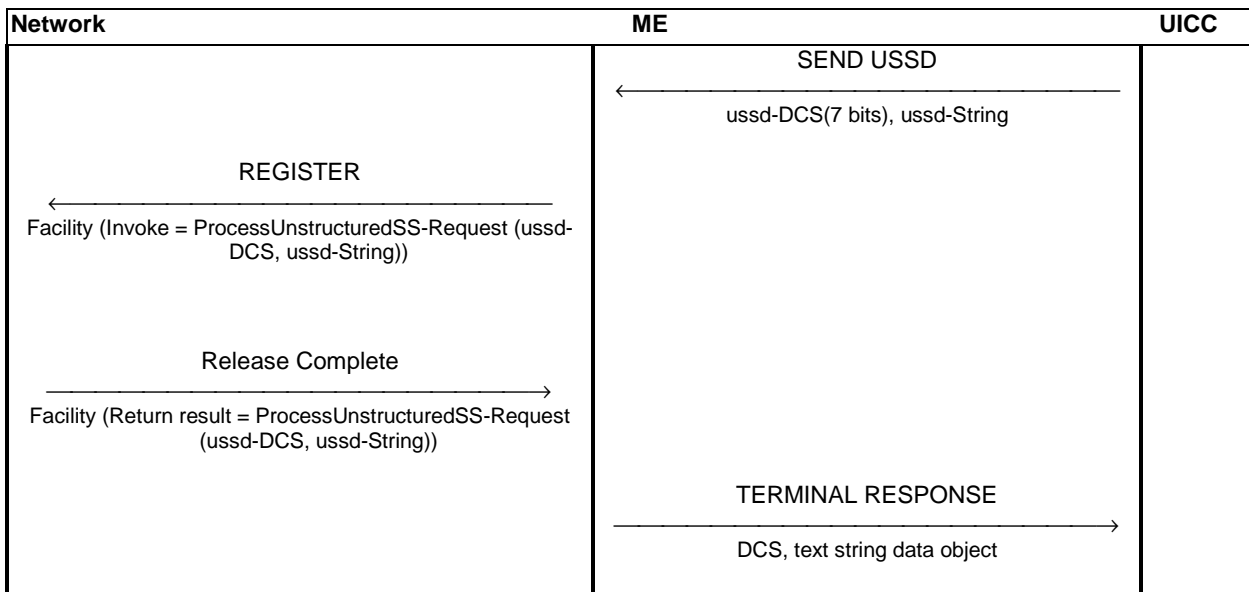 Network ME UICC
SEND USSD
ussd-DCS(7 bits), ussd-String
REGISTER
Facility (Invoke = ProcessUnstructuredSS-Request (ussd-
DCS, ussd-String))
Release Complete
Facility (Return result = ProcessUnstructuredSS-Request
(ussd-DCS, ussd-String))
TERMINAL RESPONSE
DCS, text string data object